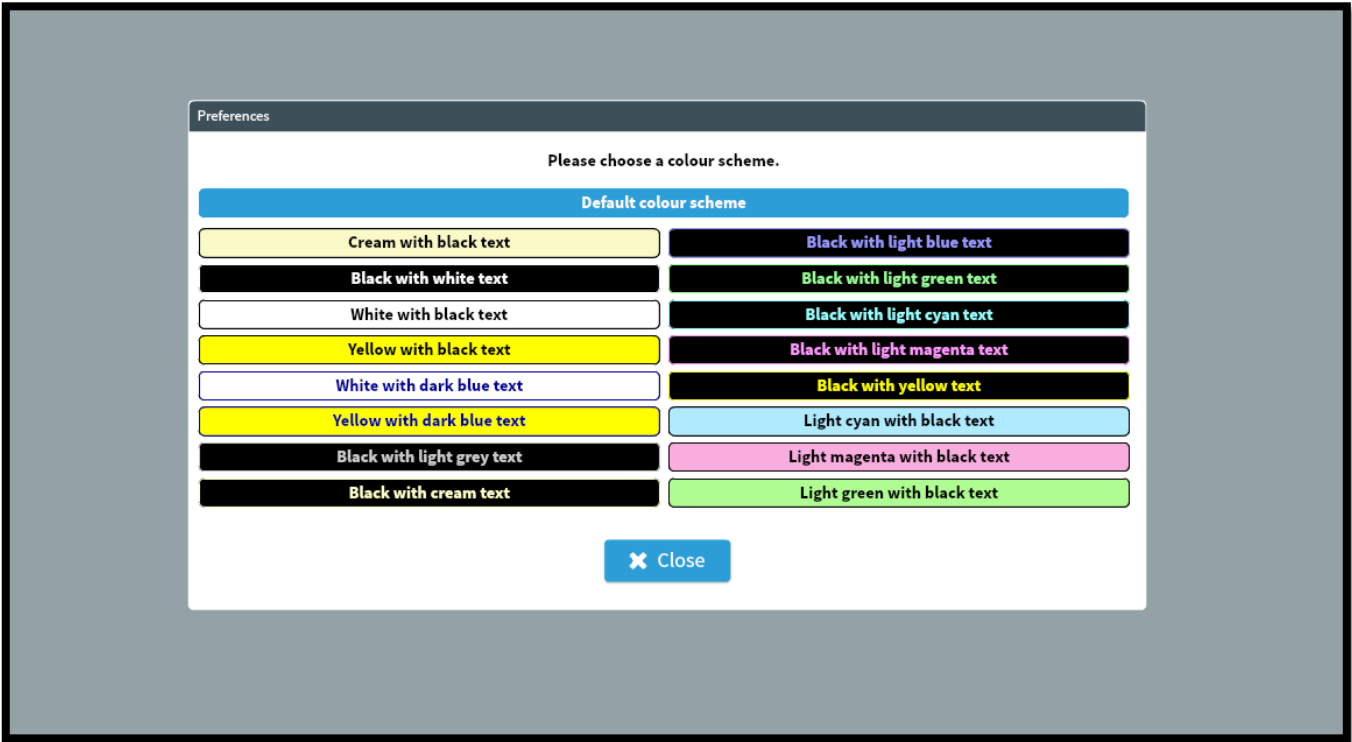 Preferences
Please choose a colour scheme.
Default colour scheme
Cream with black text
Black with light blue text
Black with white text
Black with light green text
White with black text
Black with light cyan text
Yellow with black text
Black with light magenta text
White with dark blue text
Black with yellow text
Yellow with dark blue text
Light cyan with black text
Black with light grey text
Light magenta with black text
Black with cream text
Light green with black text
Close